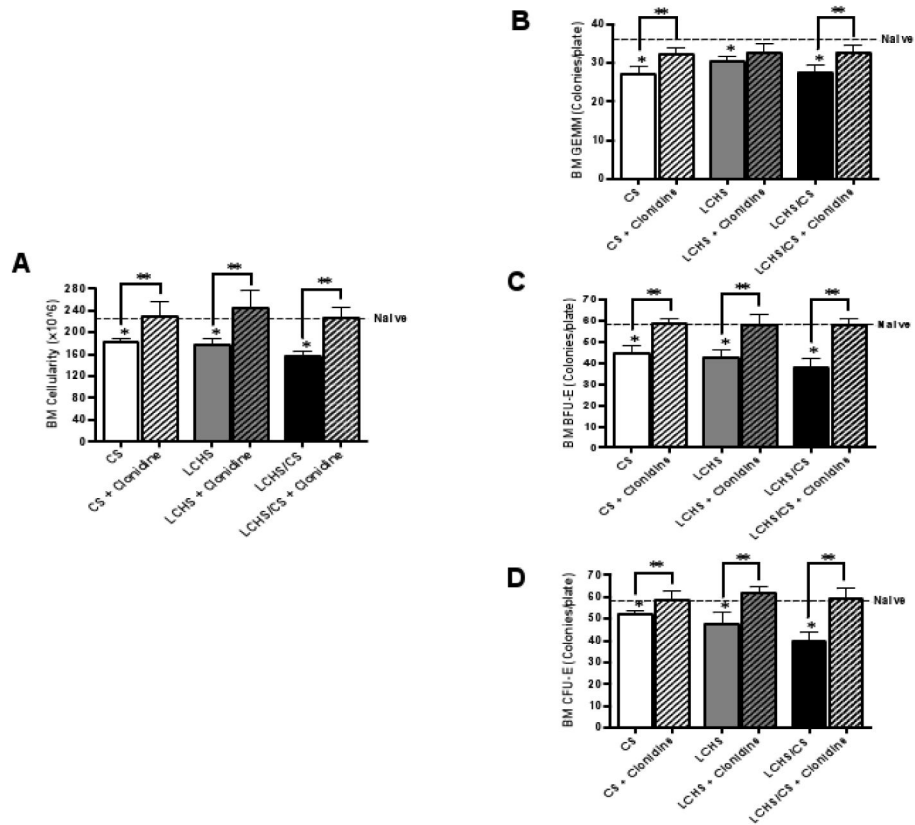 A
BM Cellularity (x10^6)
280
240
200
160
120
80
40
0
**
**
**
*
*
*
Naive
CS
CS + Clonidine
LCHS
LCHS + Clonidine
LCHS/CS
LCHS/CS + Clonidine
B
BM GEMM (Colonies/plate)
40
30
20
10
0
**
**
*
*
*
Naive
CS
CS + Clonidine
LCHS
LCHS + Clonidine
LCHS/CS
LCHS/CS + Clonidine
C
BM BFU-E (Colonies/plate)
70
60
50
40
30
20
10
0
**
**
**
*
*
*
Naive
CS
CS + Clonidine
LCHS
LCHS + Clonidine
LCHS/CS
LCHS/CS + Clonidine
D
BM CFU-E (Colonies/plate)
70
60
50
40
30
20
10
0
**
**
**
*
*
*
Naive
CS
CS + Clonidine
LCHS
LCHS + Clonidine
LCHS/CS
LCHS/CS + Clonidine